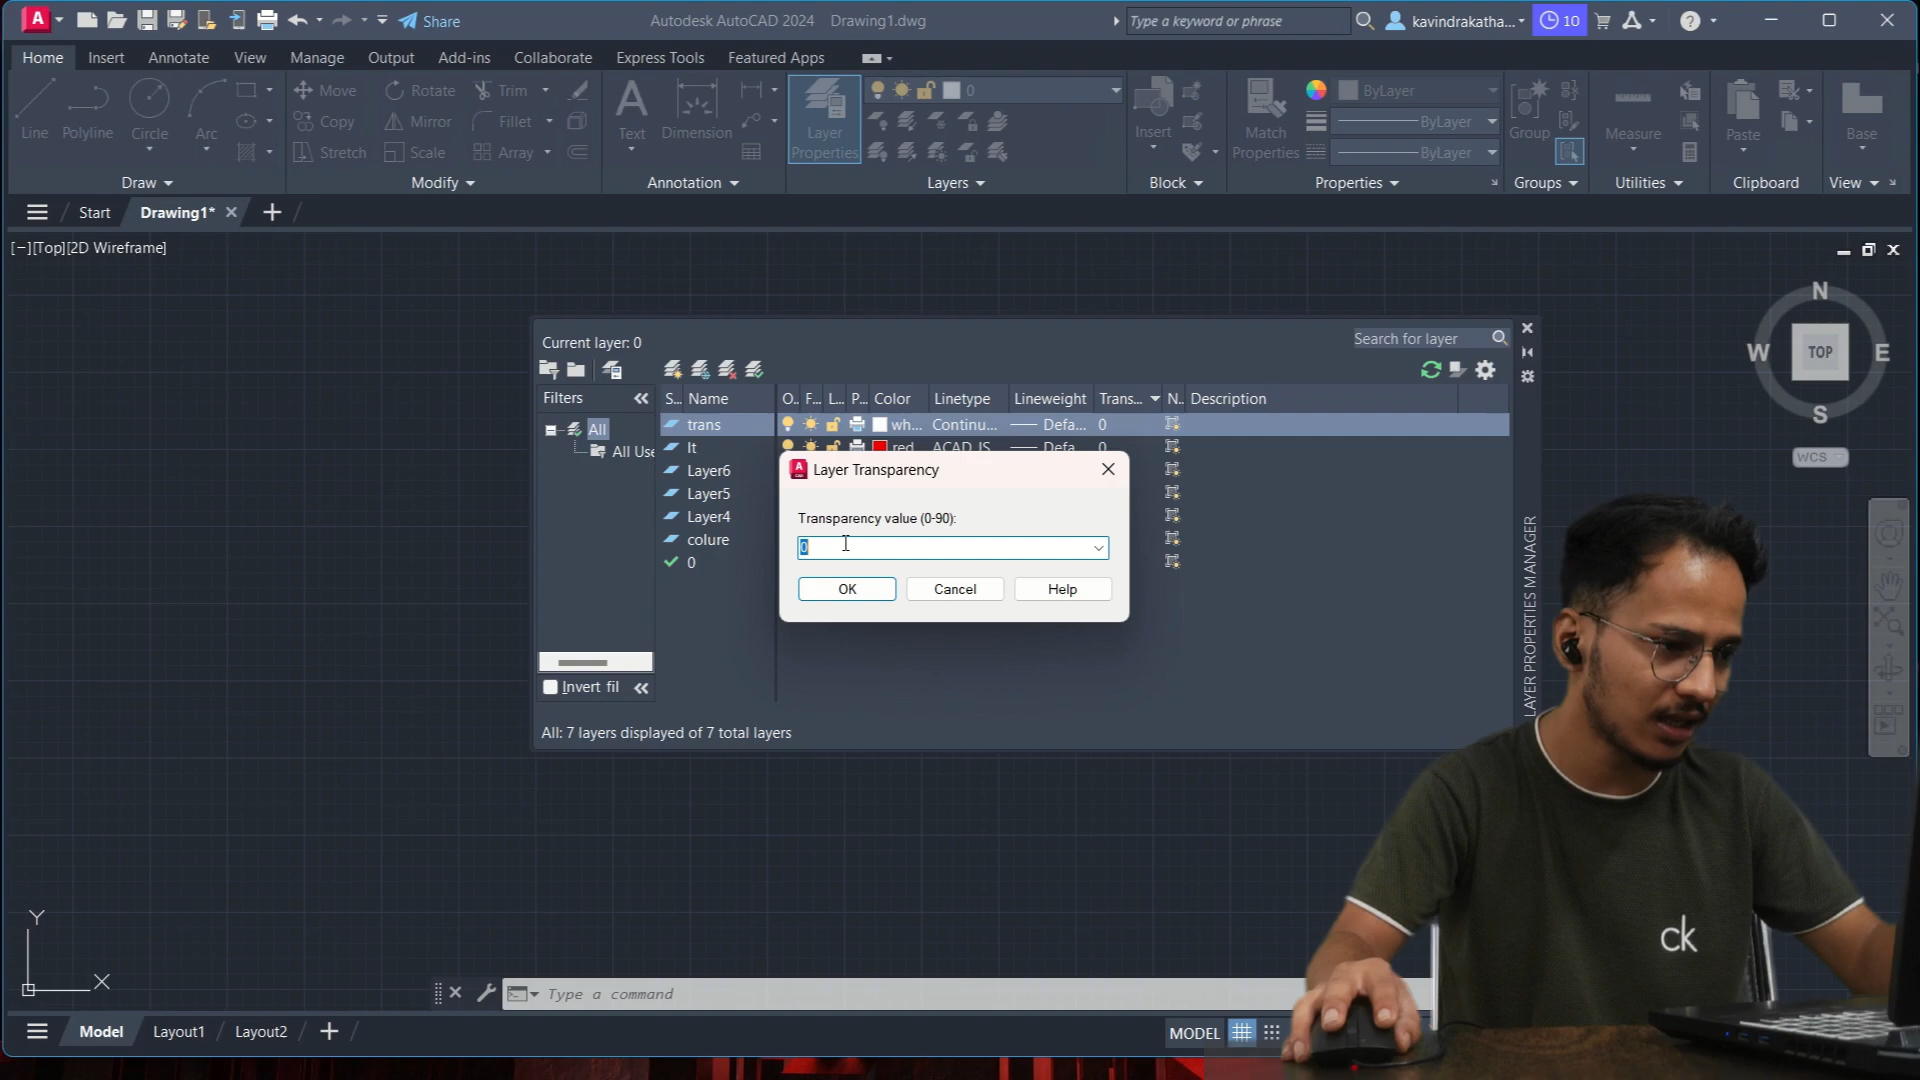 Share
Autodesk AutoCAD 2024 Drawing1.dwg
Type a keyword or phrase
kavindrakatha...
10
Home Insert Annotate View Manage Output Add-ins Collaborate Express Tools Featured Apps
Line Polyline Circle Arc
Move Rotate Trim
Copy Mirror Fillet
Stretch Scale Array
Text Dimension
Layer Properties
0
Insert
Match Properties
ByLayer
ByLayer
ByLayer
Group Measure Paste Base
Draw Modify Annotation Layers Block Properties Groups Utilities Clipboard View
Start Drawing1*
[−][Top][2D Wireframe]
N
W TOP E
S
WCS
Current layer: 0
Search for layer
Filters
All
All Use
S.. Name O.. F... L... P... Color Linetype Lineweight Trans... N.. Description
trans wh... Continu... Defa... 0
lt red ACAD_IS Defa 0
Layer6
Layer5
Layer4
colure
0
Layer Transparency
Transparency value (0-90):
0
OK Cancel Help
Invert fil
All: 7 layers displayed of 7 total layers
LAYER PROPERTIES MANAGER
ck
Y
X
Type a command
Model Layout1 Layout2
MODEL